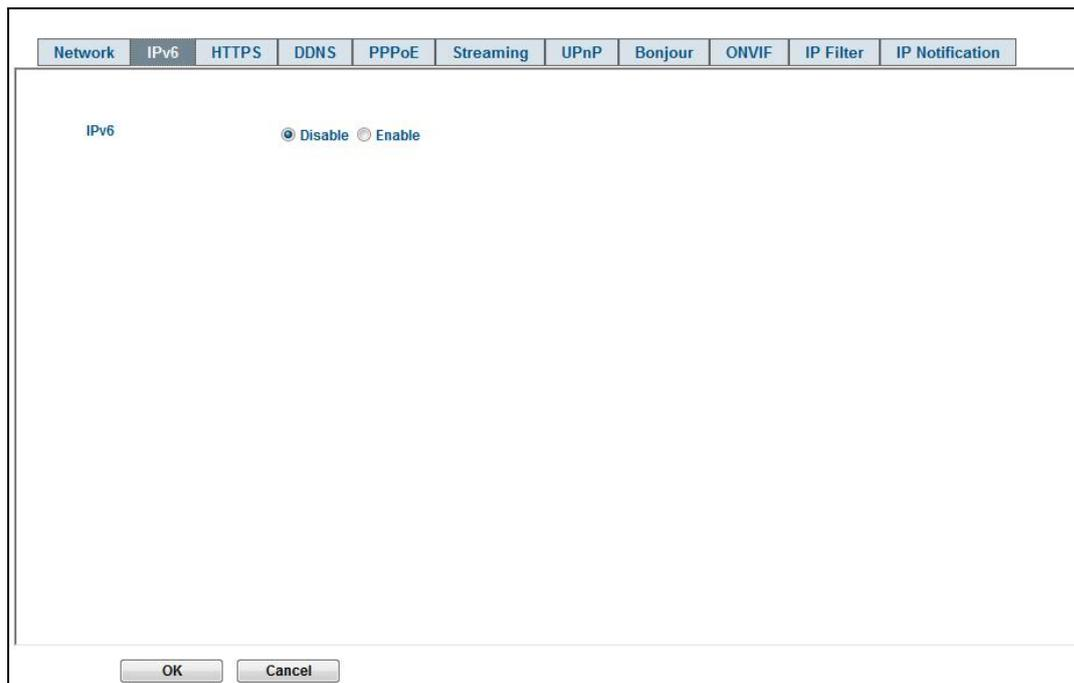 Network IPv6 HTTPS DDNS PPPoE Streaming UPnP Bonjour ONVIF IP Filter IP Notification
IPv6 Disable Enable
OK Cancel